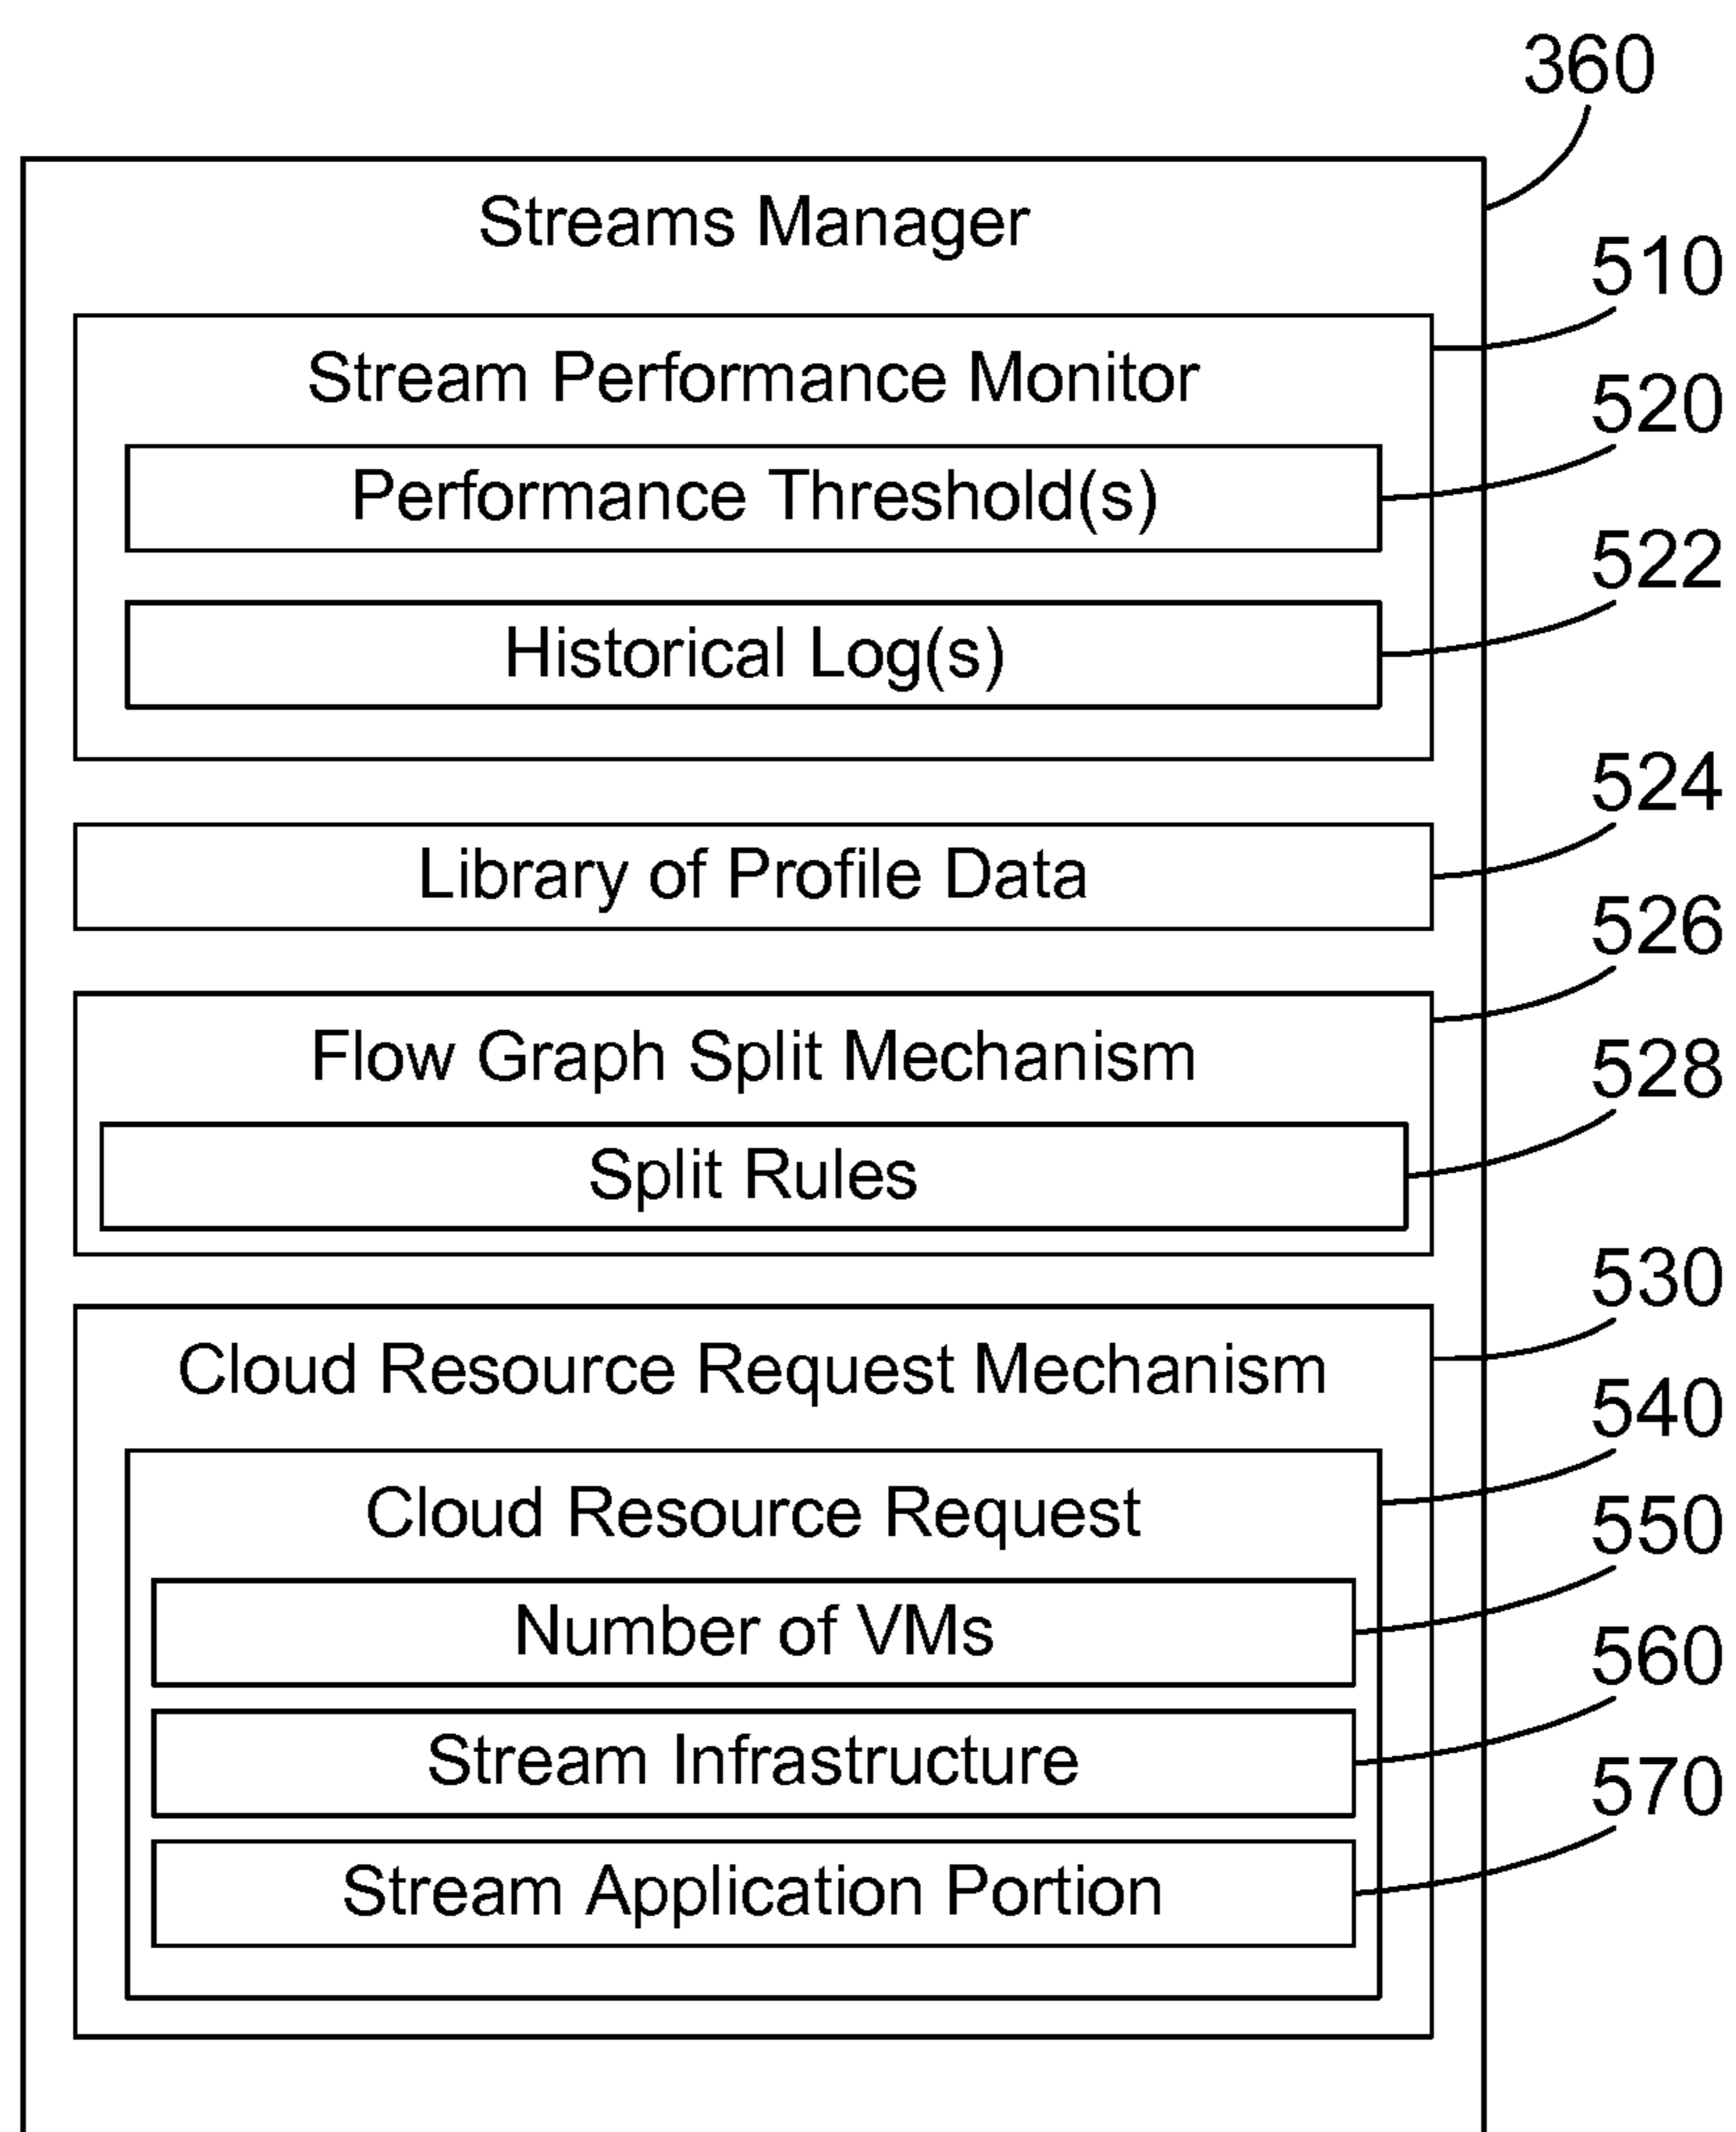 360
Streams Manager
510
Stream Performance Monitor
520
Performance Threshold(s)
522
Historical Log(s)
524
Library of Profile Data
526
Flow Graph Split Mechanism
528
Split Rules
530
Cloud Resource Request Mechanism
540
Cloud Resource Request
550
Number of VMs
560
Stream Infrastructure
570
Stream Application Portion